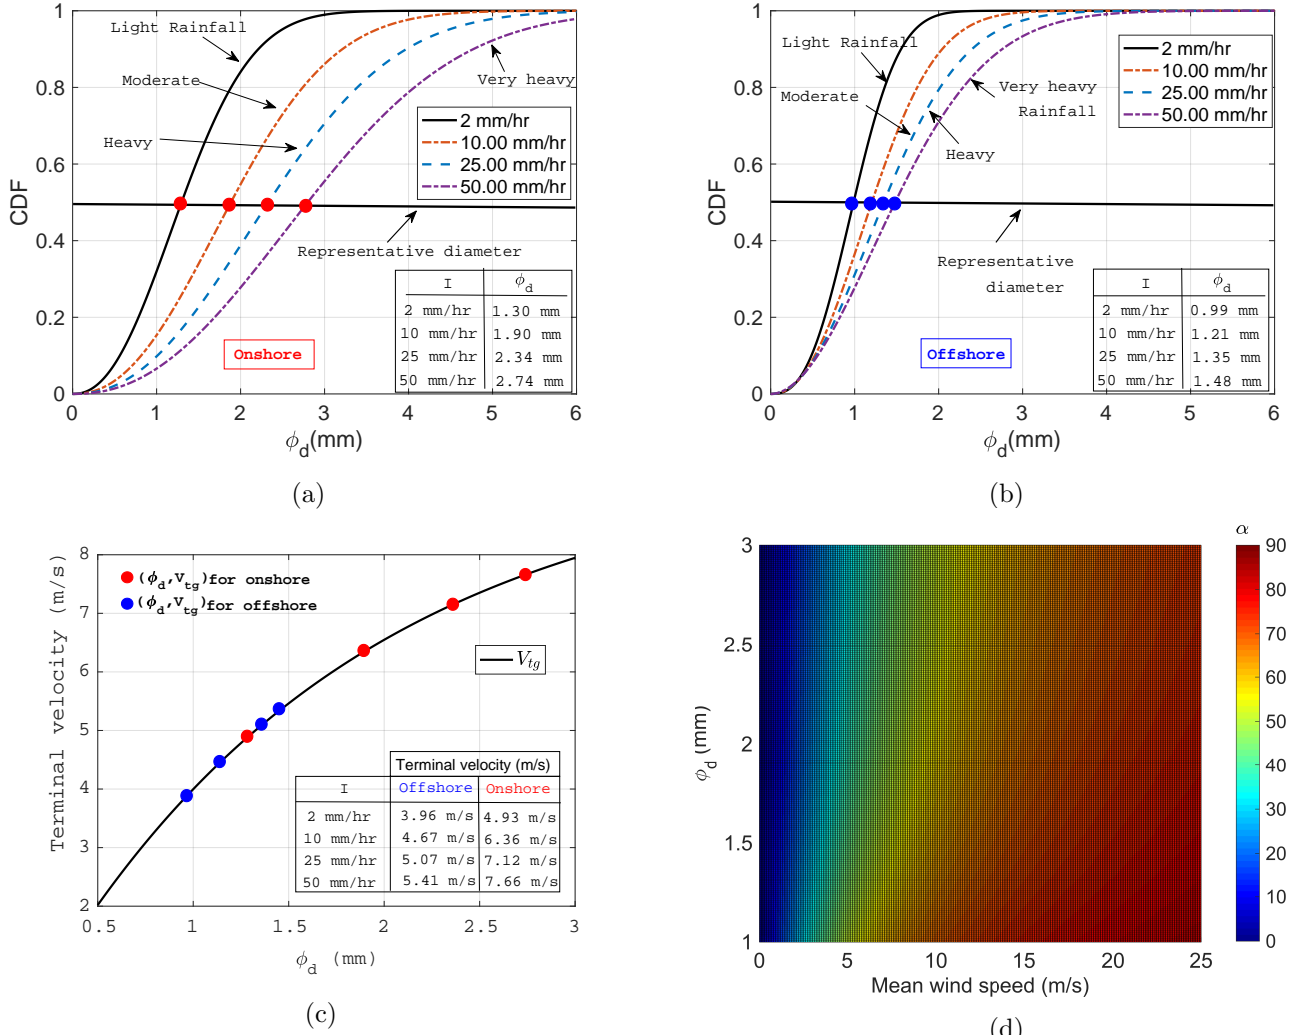 (a)
CDF
1
0.8
0.6
0.4
0.2
0
0 1 2 3 4 5 6
ϕd(mm)
Light Rainfall
Moderate
Heavy
Very heavy
2 mm/hr
10.00 mm/hr
25.00 mm/hr
50.00 mm/hr
Representative diameter
Onshore
I ϕd
2 mm/hr 1.30 mm
10 mm/hr 1.90 mm
25 mm/hr 2.34 mm
50 mm/hr 2.74 mm
(a)
CDF
1
0.8
0.6
0.4
0.2
0
0 1 2 3 4 5 6
ϕd(mm)
Light Rainfall
Moderate
Very heavy
Rainfall
Heavy
2 mm/hr
10.00 mm/hr
25.00 mm/hr
50.00 mm/hr
Representative
diameter
Offshore
I ϕd
2 mm/hr 0.99 mm
10 mm/hr 1.21 mm
25 mm/hr 1.35 mm
50 mm/hr 1.48 mm
(b)
(b)
Terminal velocity (m/s)
8
7
6
5
4
3
2
0.5 1 1.5 2 2.5 3
ϕd (mm)
(ϕd,Vtg)for onshore
(ϕd,Vtg)for offshore
Vtg
Terminal velocity (m/s)
I Offshore Onshore
2 mm/hr 3.96 m/s 4.93 m/s
10 mm/hr 4.67 m/s 6.36 m/s
25 mm/hr 5.07 m/s 7.12 m/s
50 mm/hr 5.41 m/s 7.66 m/s
(c)
(c)
ϕd (mm)
3
2.5
2
1.5
1
0 5 10 15 20 25
Mean wind speed (m/s)
α
90
80
70
60
50
40
30
20
10
0
(d)